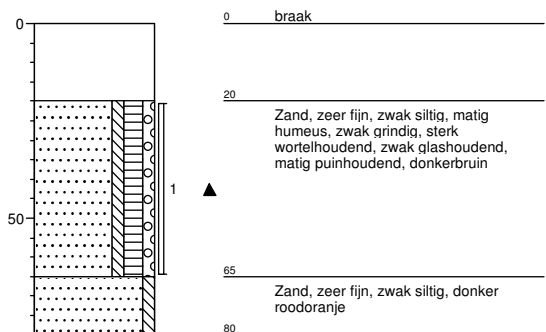 0
0
braak
20
Zand, zeer fijn, zwak siltig, matig
humeus, zwak grindig, sterk
wortelhoudend, zwak glashoudend,
matig puinhoudend, donkerbruin
1
50
65
Zand, zeer fijn, zwak siltig, donker
roodoranje
80